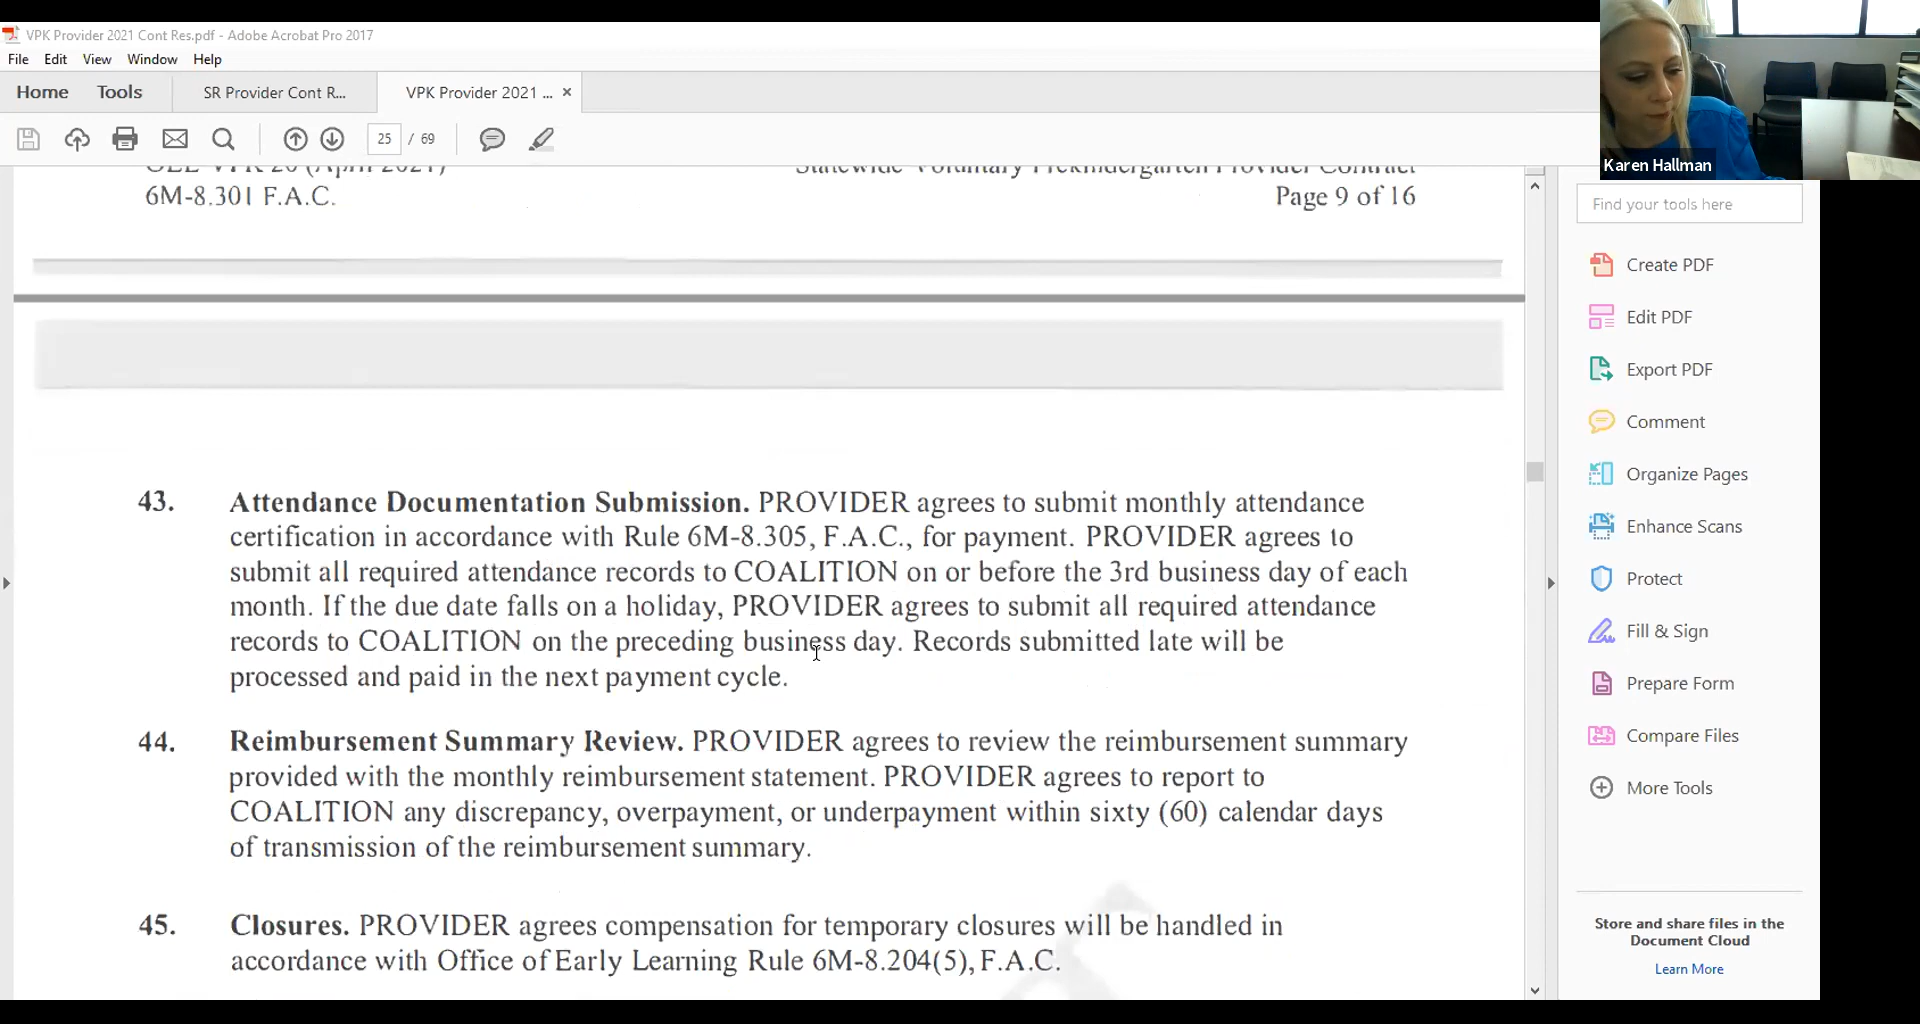 VPK Provider 2021 Cont Res.pdf - Adobe Acrobat Pro 2017
File Edit View Window Help
Home Tools SR Provider Cont R... VPK Provider 2021 ... ×
25 / 69
Karen Hallman
OEL-VPK 20 (April 2021) Statewide Voluntary Prekindergarten Provider Contract
6M-8.301 F.A.C. Page 9 of 16
43. Attendance Documentation Submission. PROVIDER agrees to submit monthly attendance
certification in accordance with Rule 6M-8.305, F.A.C., for payment. PROVIDER agrees to
submit all required attendance records to COALITION on or before the 3rd business day of each
month. If the due date falls on a holiday, PROVIDER agrees to submit all required attendance
records to COALITION on the preceding business day. Records submitted late will be
processed and paid in the next payment cycle.
44. Reimbursement Summary Review. PROVIDER agrees to review the reimbursement summary
provided with the monthly reimbursement statement. PROVIDER agrees to report to
COALITION any discrepancy, overpayment, or underpayment within sixty (60) calendar days
of transmission of the reimbursement summary.
45. Closures. PROVIDER agrees compensation for temporary closures will be handled in
accordance with Office of Early Learning Rule 6M-8.204(5), F.A.C.
Find your tools here
Create PDF
Edit PDF
Export PDF
Comment
Organize Pages
Enhance Scans
Protect
Fill & Sign
Prepare Form
Compare Files
More Tools
Store and share files in the
Document Cloud
Learn More